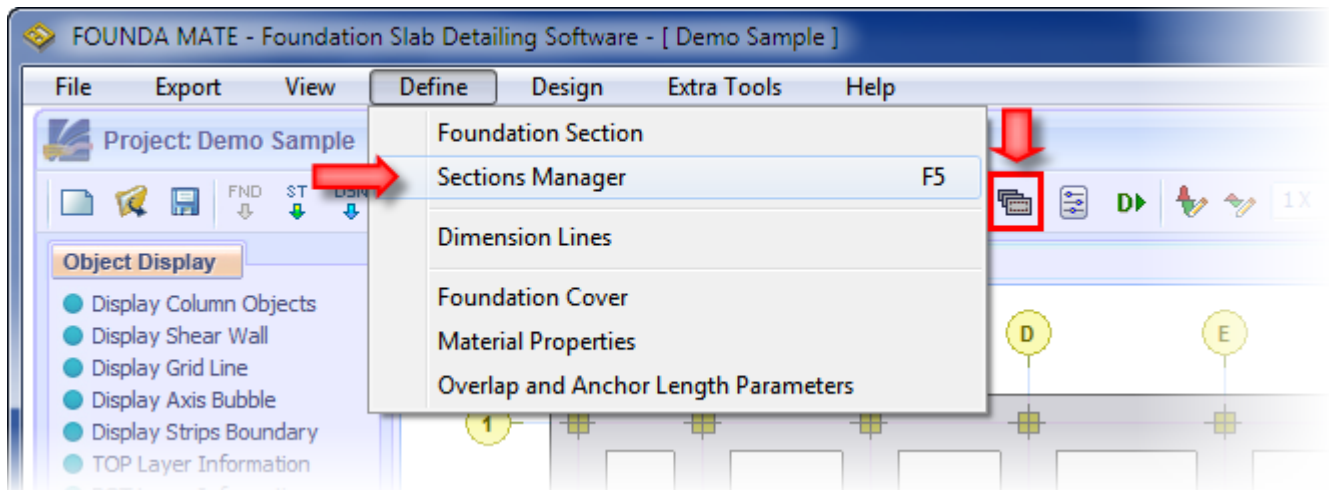 FOUNDA MATE - Foundation Slab Detailing Software - [ Demo Sample ]
File Export View Define Design Extra Tools Help
Project: Demo Sample
Foundation Section
Sections Manager F5
FND ST DSN D 1X
Dimension Lines
Object Display
Display Column Objects
Foundation Cover
Display Shear Wall
Material Properties
D E
Display Grid Line
Overlap and Anchor Length Parameters
Display Axis Bubble
Display Strips Boundary
1
TOP Layer Information